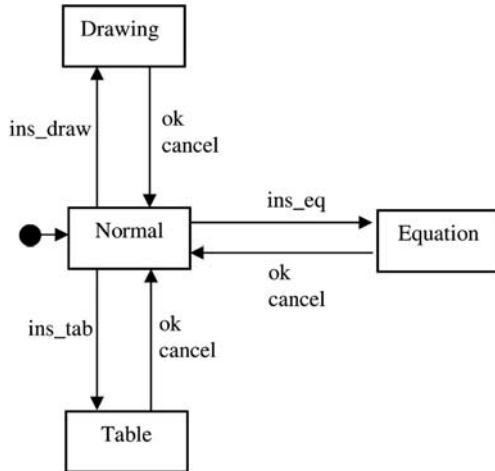 Drawing
ins_draw
ok
cancel
Normal
ins_eq
Equation
ok
cancel
ins_tab
ok
cancel
Table